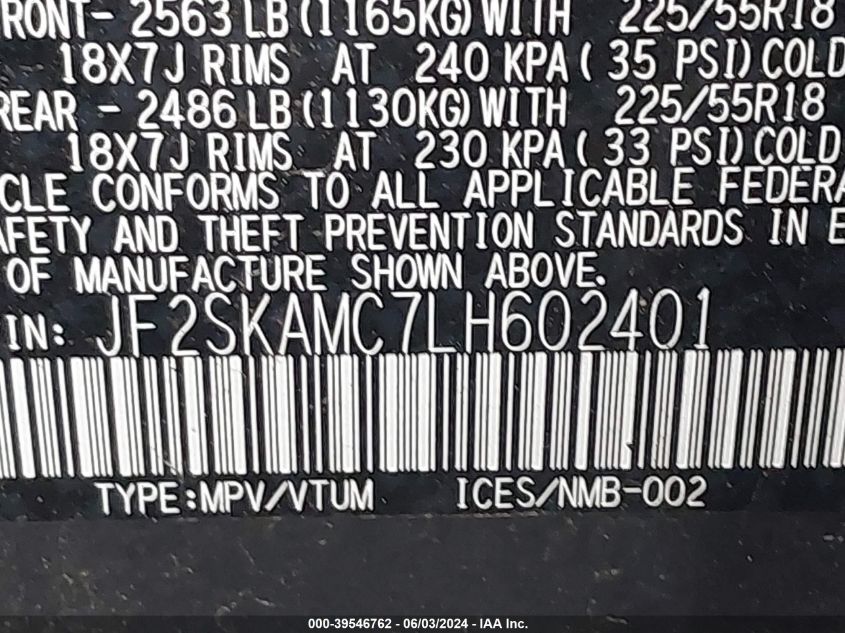 RONT- 2563 LB (1165KG) WITH 225/55R18
18X7J RIMS AT 240 KPA ( 35 PSI) COLD
REAR - 2486 LB (1130KG) WITH 225/55R18
18X7J RIMS AT 230 KPA ( 33 PSI) COLD
CLE CONFORMS TO ALL APPLICABLE FEDERA
AFETY AND THEFT PREVENTION STANDARDS IN E
OF MANUFACTURE SHOWN ABOVE.
IN: JF2SKAMC7LH602401
TYPE:MPV/VTUM ICES/NMB-002
000-39546762 - 06/03/2024 - IAA Inc.